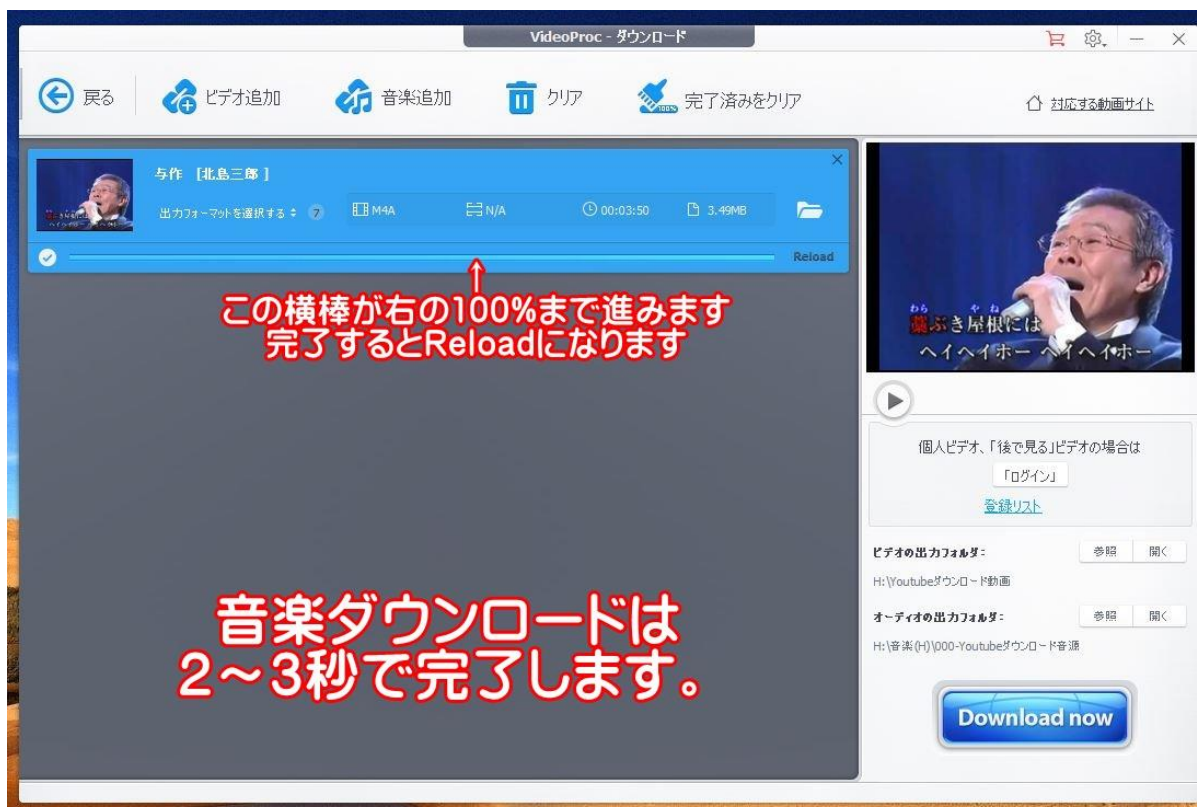 VideoProc - ダウンロード
戻る
ビデオ追加
音楽追加
クリア
100%
完了済みをクリア
対応する動画サイト
与作 [北島三郎]
出力フォーマットを選択する
7
M4A
N/A
00:03:50
3.49MB
Reload
この横棒が右の100%まで進みます
完了するとReloadになります
音楽ダウンロードは
2～3秒で完了します。
わら やね
藁ぶき屋根には
ヘイヘイホー ヘイヘイホー
個人ビデオ、「後で見る」ビデオの場合は
「ログイン」
登録リスト
ビデオの出力フォルダ:
参照
開く
H:\Youtubeダウンロード動画
オーディオの出力フォルダ:
参照
開く
H:\音楽(H)\000-Youtubeダウンロード音源
Download now